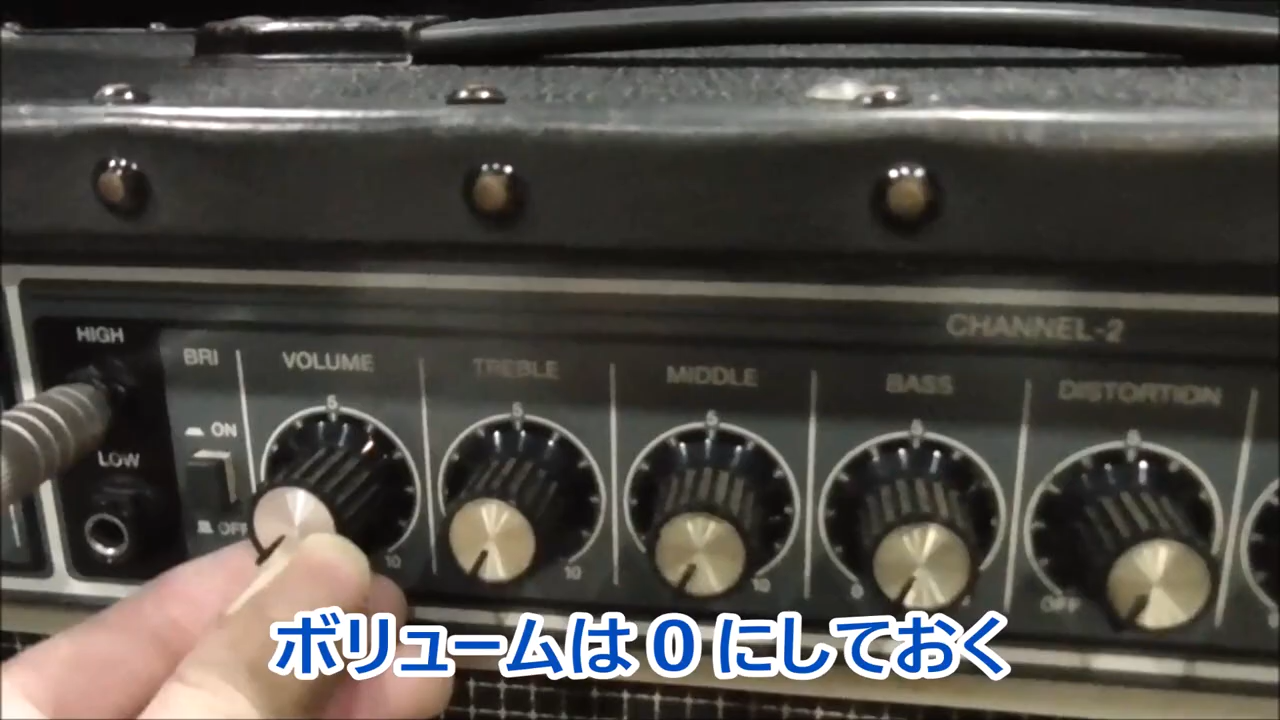 CHANNEL-2
HIGH
BRI
VOLUME
TREBLE
MIDDLE
BASS
DISTORTION
ON
LOW
OFF
5
10
5
10
5
10
5
0
5
OFF
ボリュームは0にしておく